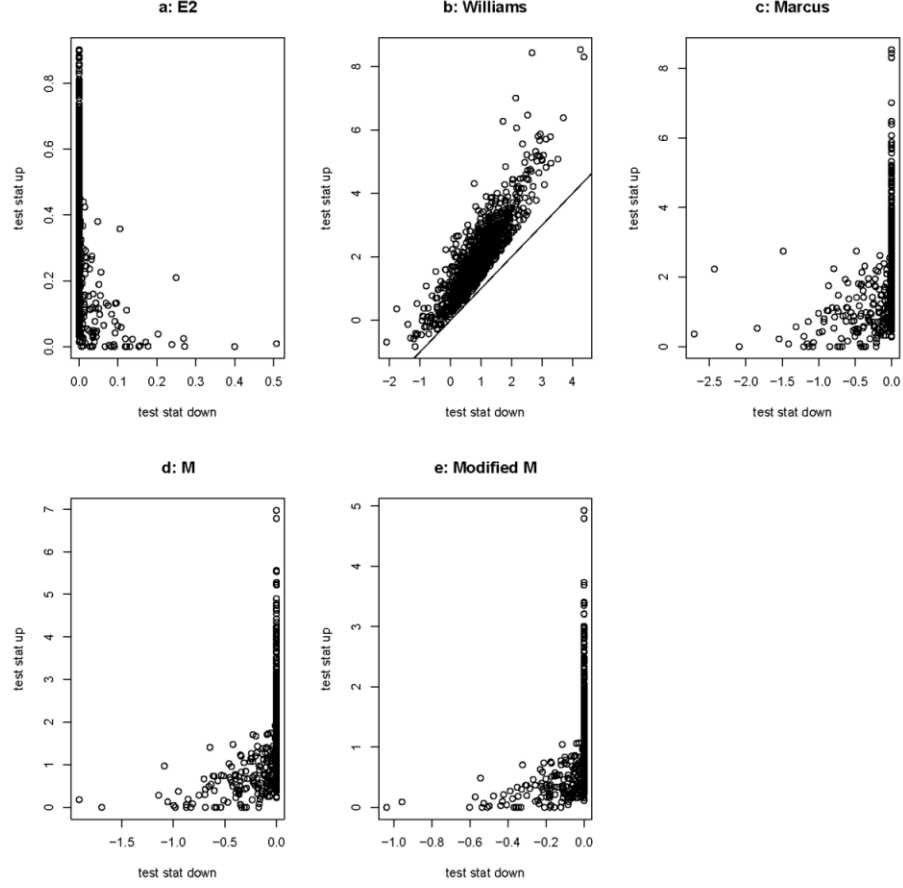 a: E2
b: Williams
c: Marcus
test stat up
0.0 0.2 0.4 0.6 0.8
0.0 0.1 0.2 0.3 0.4 0.5
test stat down
test stat up
0 2 4 6 8
−2 −1 0 1 2 3 4
test stat down
test stat up
0 2 4 6 8
−2.5 −2.0 −1.5 −1.0 −0.5 0.0
test stat down
d: M
e: Modified M
test stat up
0 1 2 3 4 5 6 7
−1.5 −1.0 −0.5 0.0
test stat down
test stat up
0 1 2 3 4 5
−1.0 −0.8 −0.6 −0.4 −0.2 0.0
test stat down